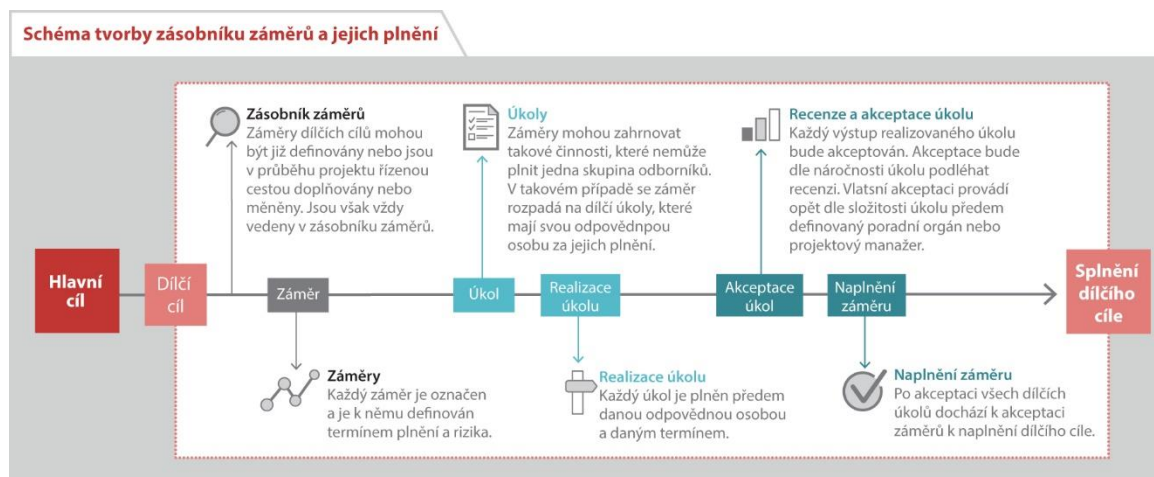 Schéma tvorby zásobníku záměrů a jejich plnění
Zásobník záměrů
Záměry dílčích cílů mohou
být již definovány nebo jsou
v průběhu projektu řízenou
cestou doplňovány nebo
měněny. Jsou však vždy
vedeny v zásobníku záměrů.
Úkoly
Záměry mohou zahrnovat
takové činnosti, které nemůže
plnit jedna skupina odborníků.
V takovém případě se záměr
rozpadá na dílčí úkoly, které
mají svou odpovědnpou
osobu za jejich plnění.
Recenze a akceptace úkolu
Každý výstup realizovaného úkolu
bude akceptován. Akceptace bude
dle náročnosti úkolu podléhat
recenzi. Vlatsní akceptaci provádí
opět dle složitosti úkolu předem
definovaný poradní orgán nebo
projektový manažer.
Hlavní
cíl
Dílčí
cíl
Záměr
Úkol
Realizace
úkolu
Akceptace
úkol
Naplnění
záměru
Splnění
dílčího
cíle
Záměry
Každý záměr je označen
a je k němu definován
termínem plnění a rizika.
Realizace úkolu
Každý úkol je plněn předem
danou odpovědnou osobou
a daným termínem.
Naplnění záměru
Po akceptaci všech dílčích
úkolů dochází k akceptaci
záměrů k naplnění dílčího cíle.